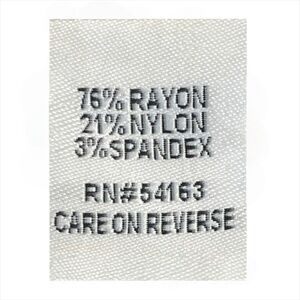 76% RAYON
21% NYLON
3% SPANDEX
RN#54163
CARE ON REVERSE